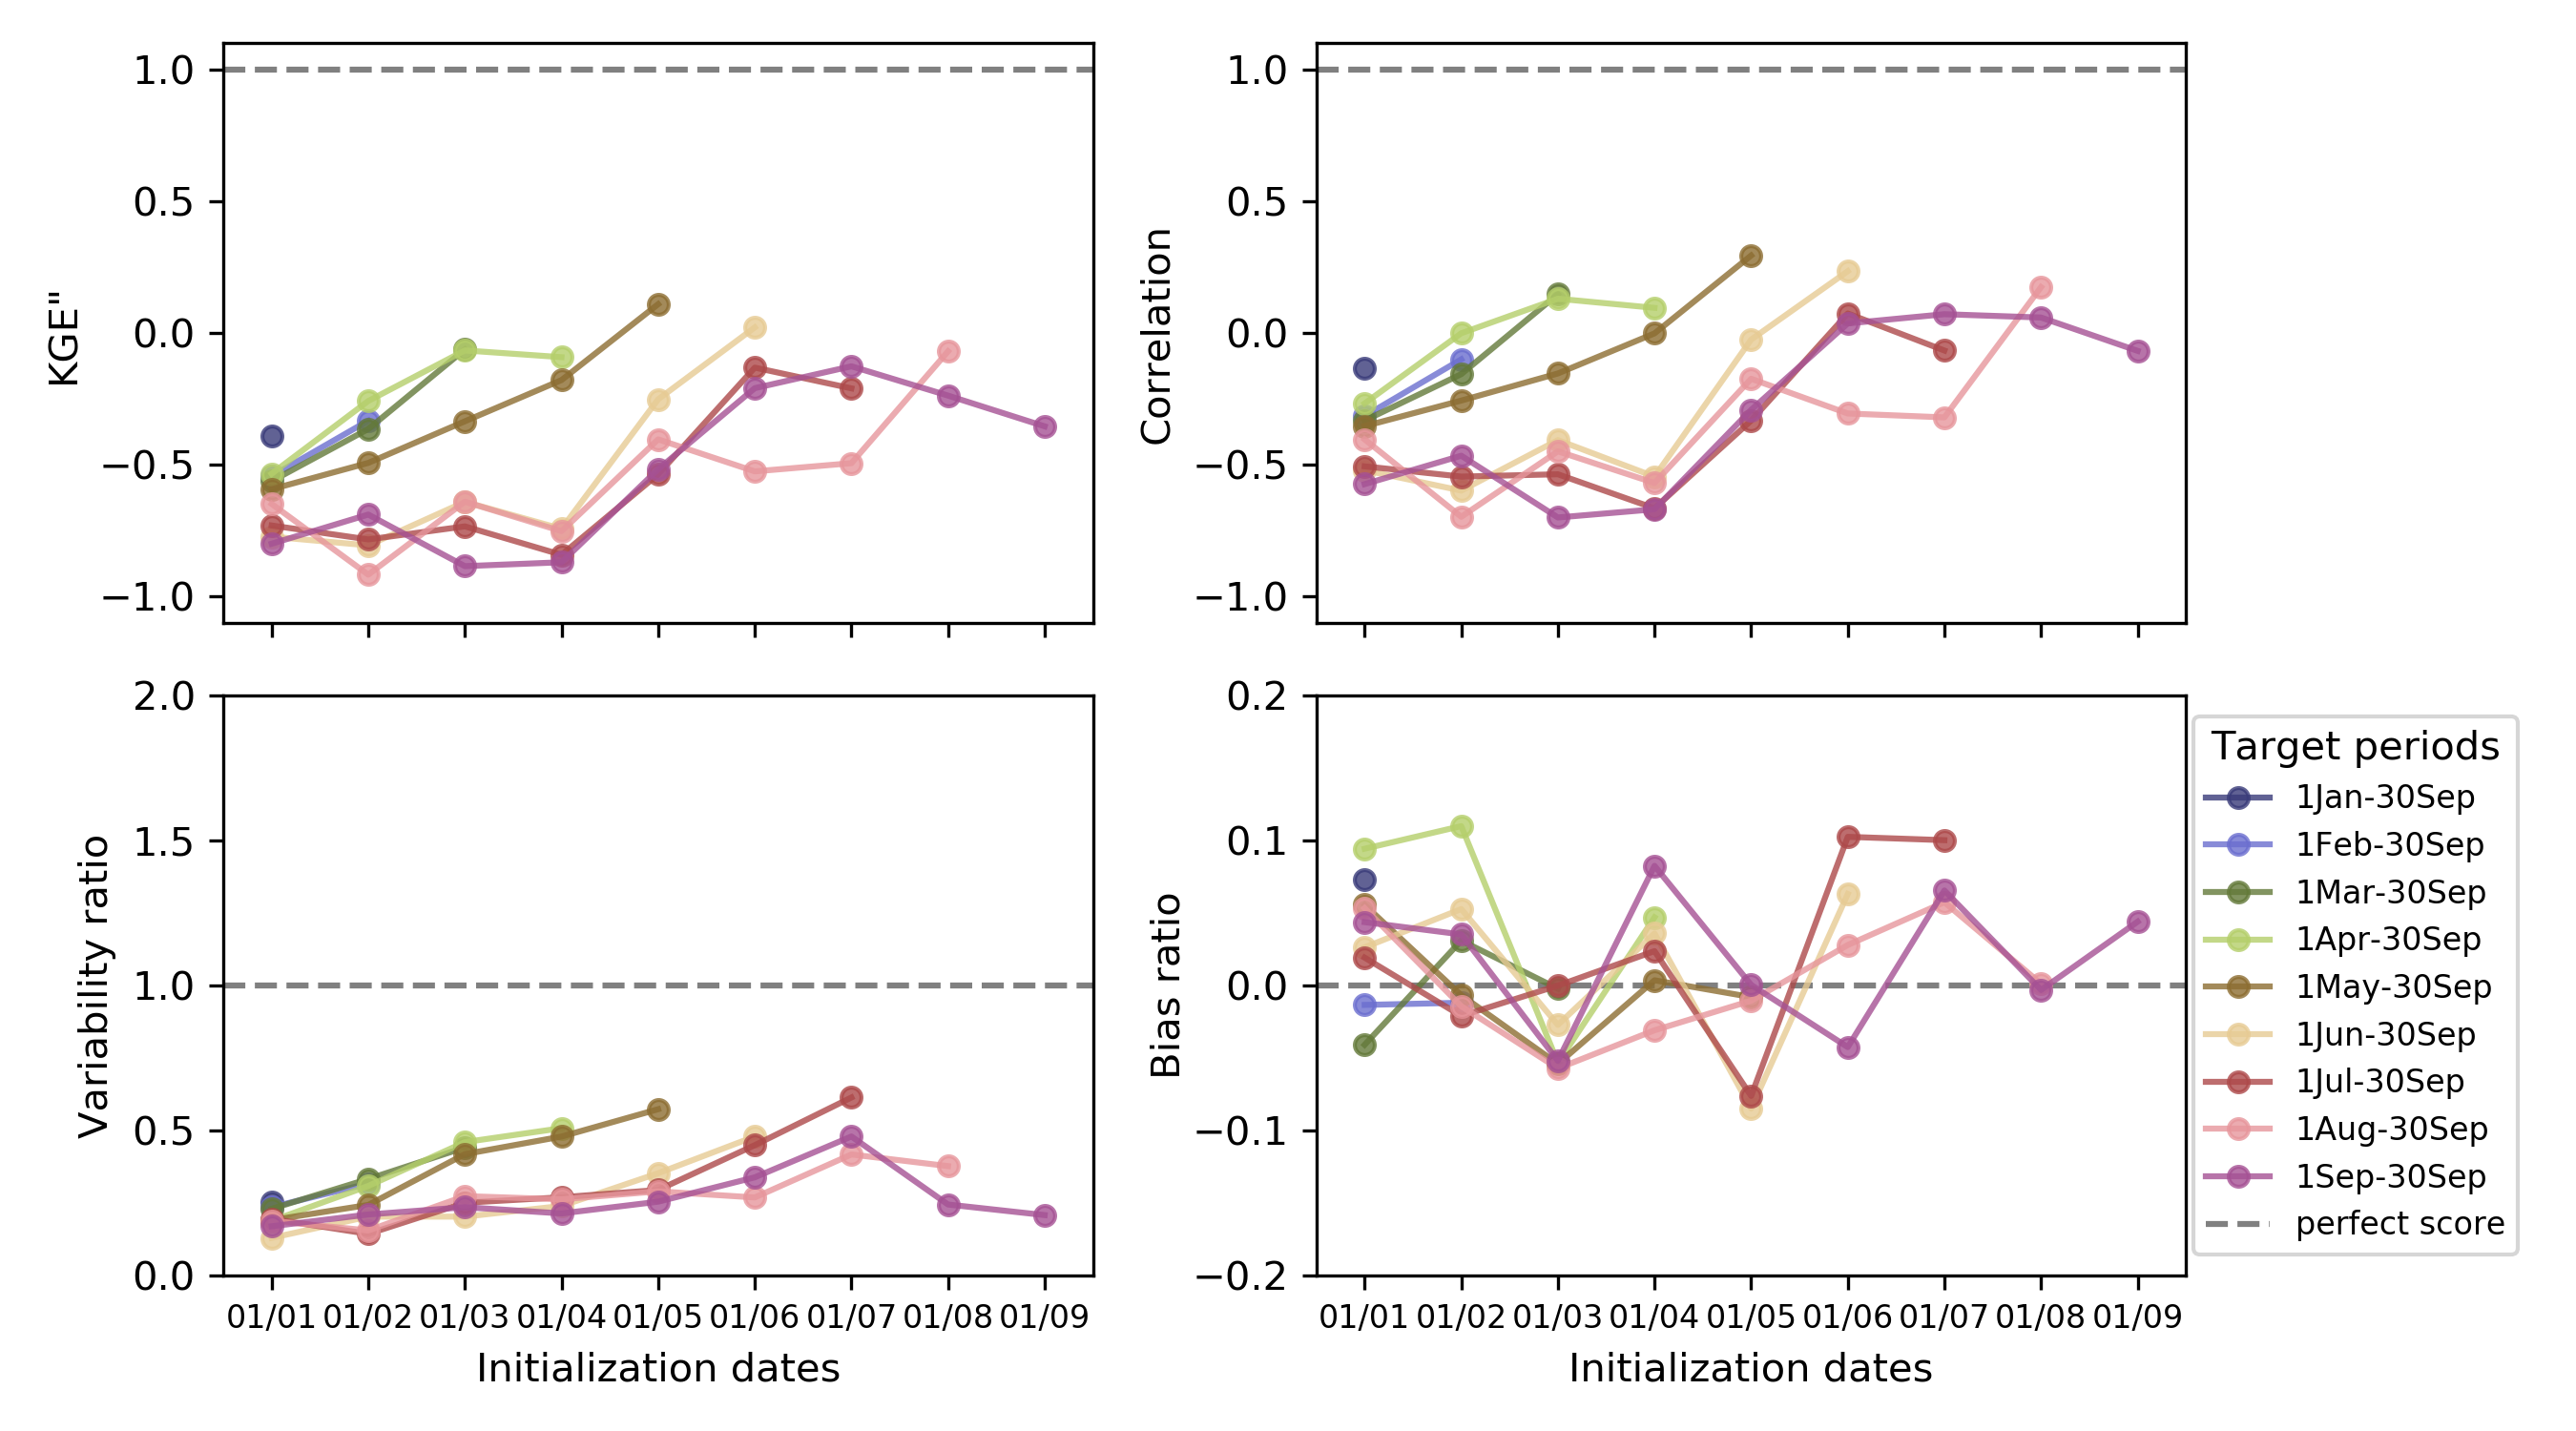 KGE"
1.0
0.5
0.0
−0.5
−1.0
Correlation
1.0
0.5
0.0
−0.5
−1.0
Variability ratio
2.0
1.5
1.0
0.5
0.0
01/01 01/02 01/03 01/04 01/05 01/06 01/07 01/08 01/09
Initialization dates
Bias ratio
0.2
0.1
0.0
−0.1
−0.2
01/01 01/02 01/03 01/04 01/05 01/06 01/07 01/08 01/09
Initialization dates
Target periods
1Jan-30Sep
1Feb-30Sep
1Mar-30Sep
1Apr-30Sep
1May-30Sep
1Jun-30Sep
1Jul-30Sep
1Aug-30Sep
1Sep-30Sep
perfect score